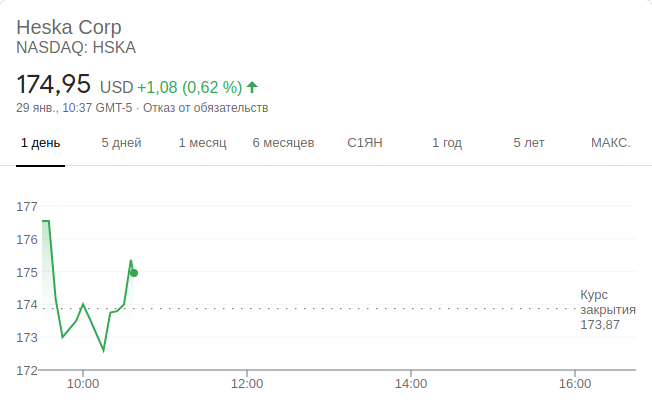 Heska Corp
NASDAQ: HSKA
174,95 USD +1,08 (0,62 %)
29 янв., 10:37 GMT-5 · Отказ от обязательств
1 день 5 дней 1 месяц 6 месяцев С1ЯН 1 год 5 лет МАКС.
177
176
175
174
173
172
Курс
закрытия
173,87
10:00 12:00 14:00 16:00